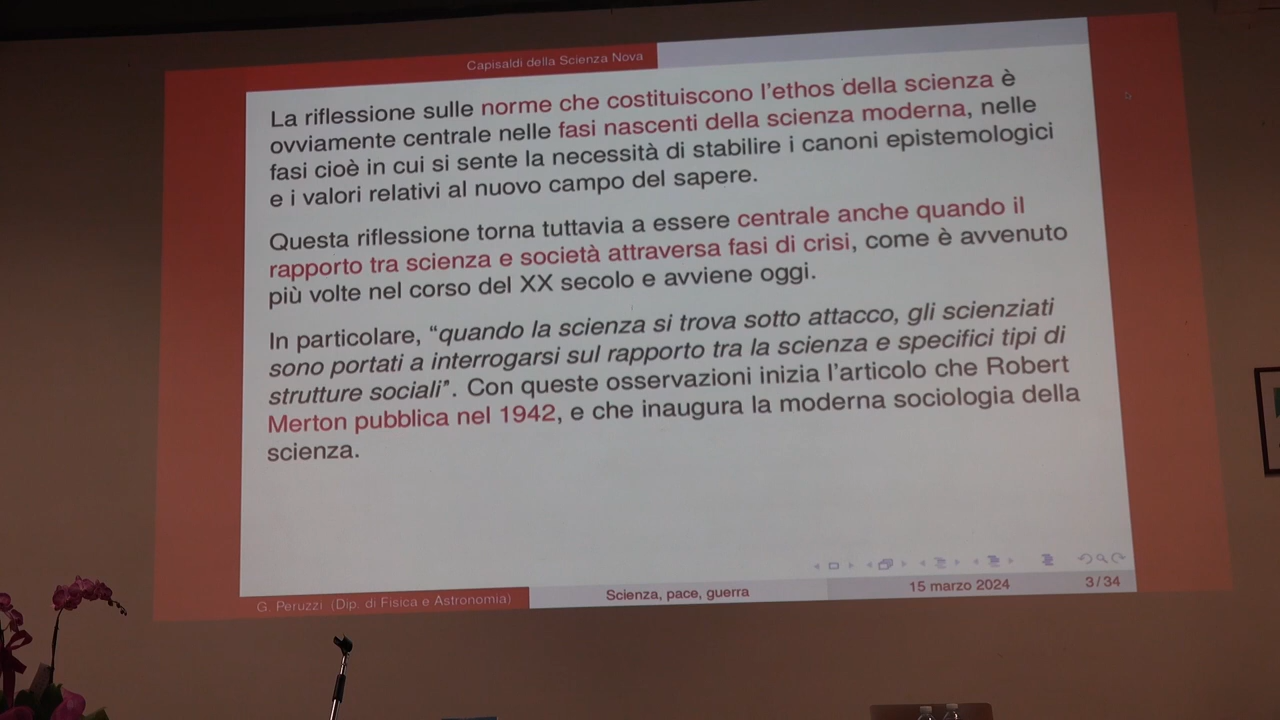 Capisaldi della Scienza Nova
La riflessione sulle norme che costituiscono l'ethos della scienza è
ovviamente centrale nelle fasi nascenti della scienza moderna, nelle
fasi cioè in cui si sente la necessità di stabilire i canoni epistemologici
e i valori relativi al nuovo campo del sapere.
Questa riflessione torna tuttavia a essere centrale anche quando il
rapporto tra scienza e società attraversa fasi di crisi, come è avvenuto
più volte nel corso del XX secolo e avviene oggi.
In particolare, “quando la scienza si trova sotto attacco, gli scienziati
sono portati a interrogarsi sul rapporto tra la scienza e specifici tipi di
strutture sociali”. Con queste osservazioni inizia l'articolo che Robert
Merton pubblica nel 1942, e che inaugura la moderna sociologia della
scienza.
G. Peruzzi (Dip. di Fisica e Astronomia)
Scienza, pace, guerra
15 marzo 2024
3 / 34